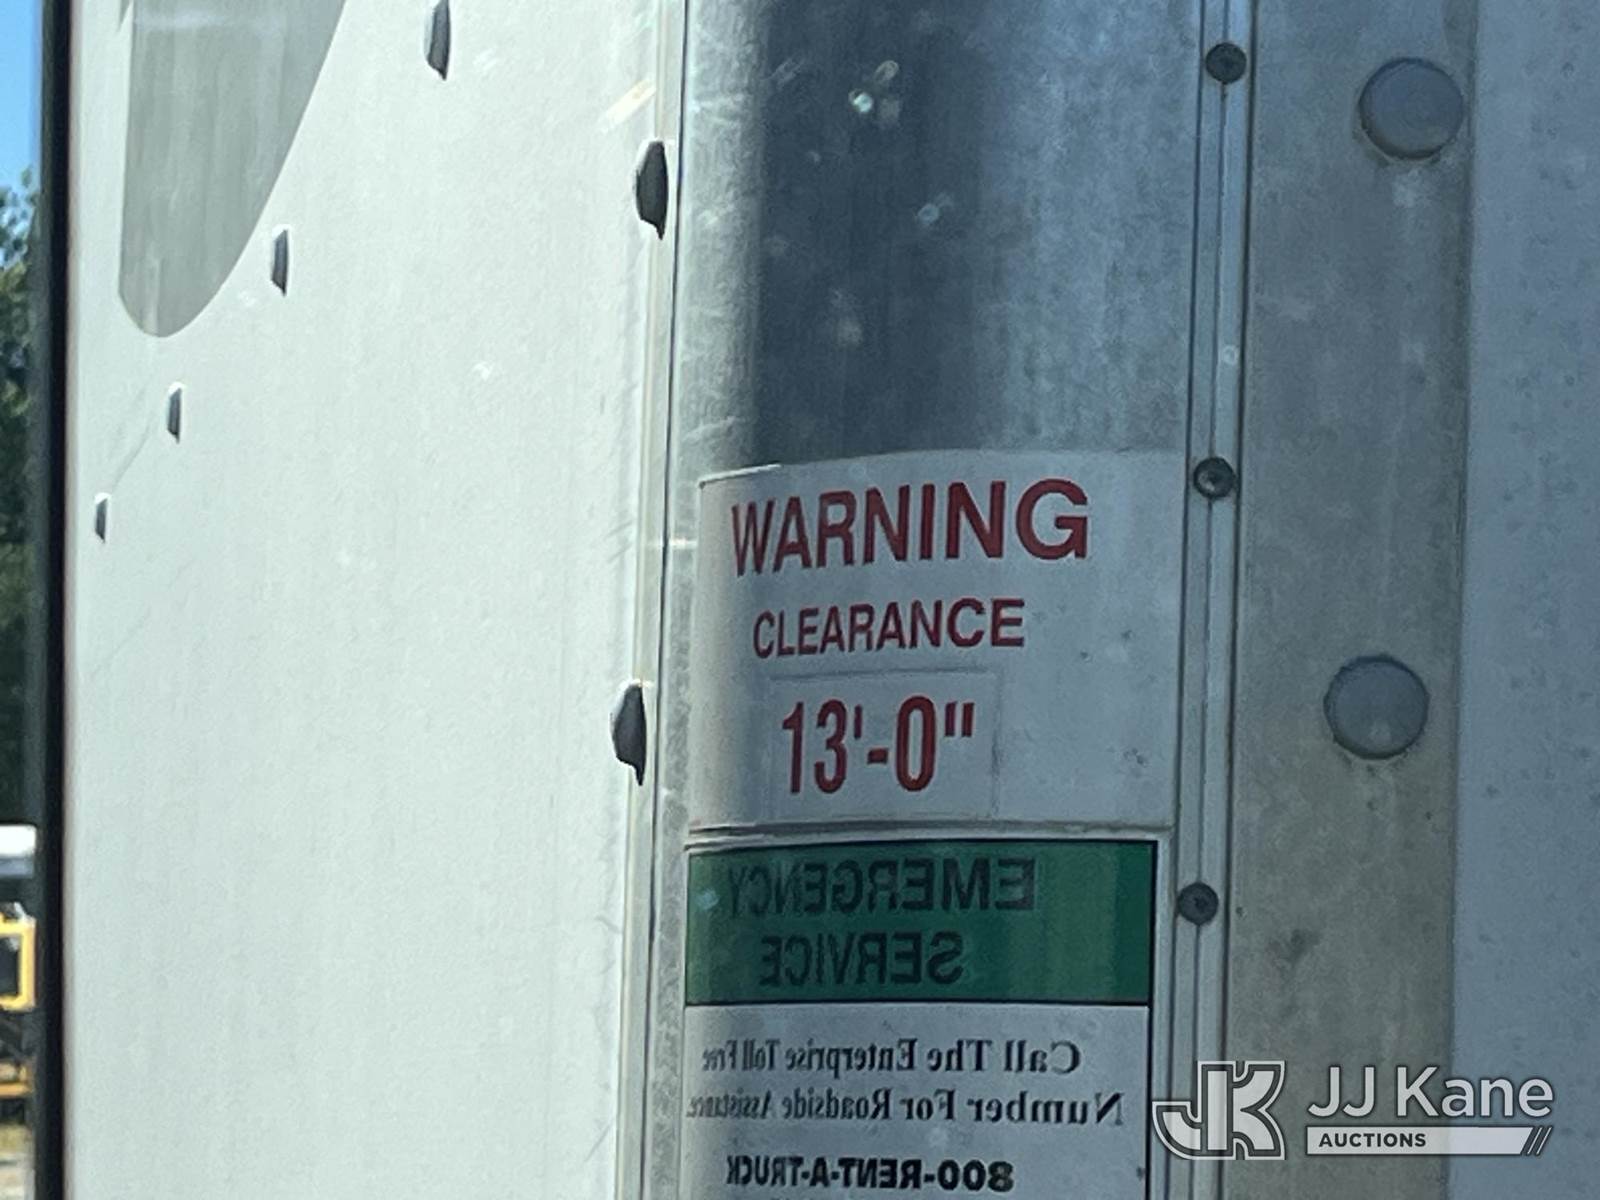 WARNING
CLEARANCE
13'-0"
EMERGENCY
SERVICE
Call The Enterprise Toll Free
Number For Roadside Assistance.
800-RENT-A-TRUCK
JJ Kane
AUCTIONS